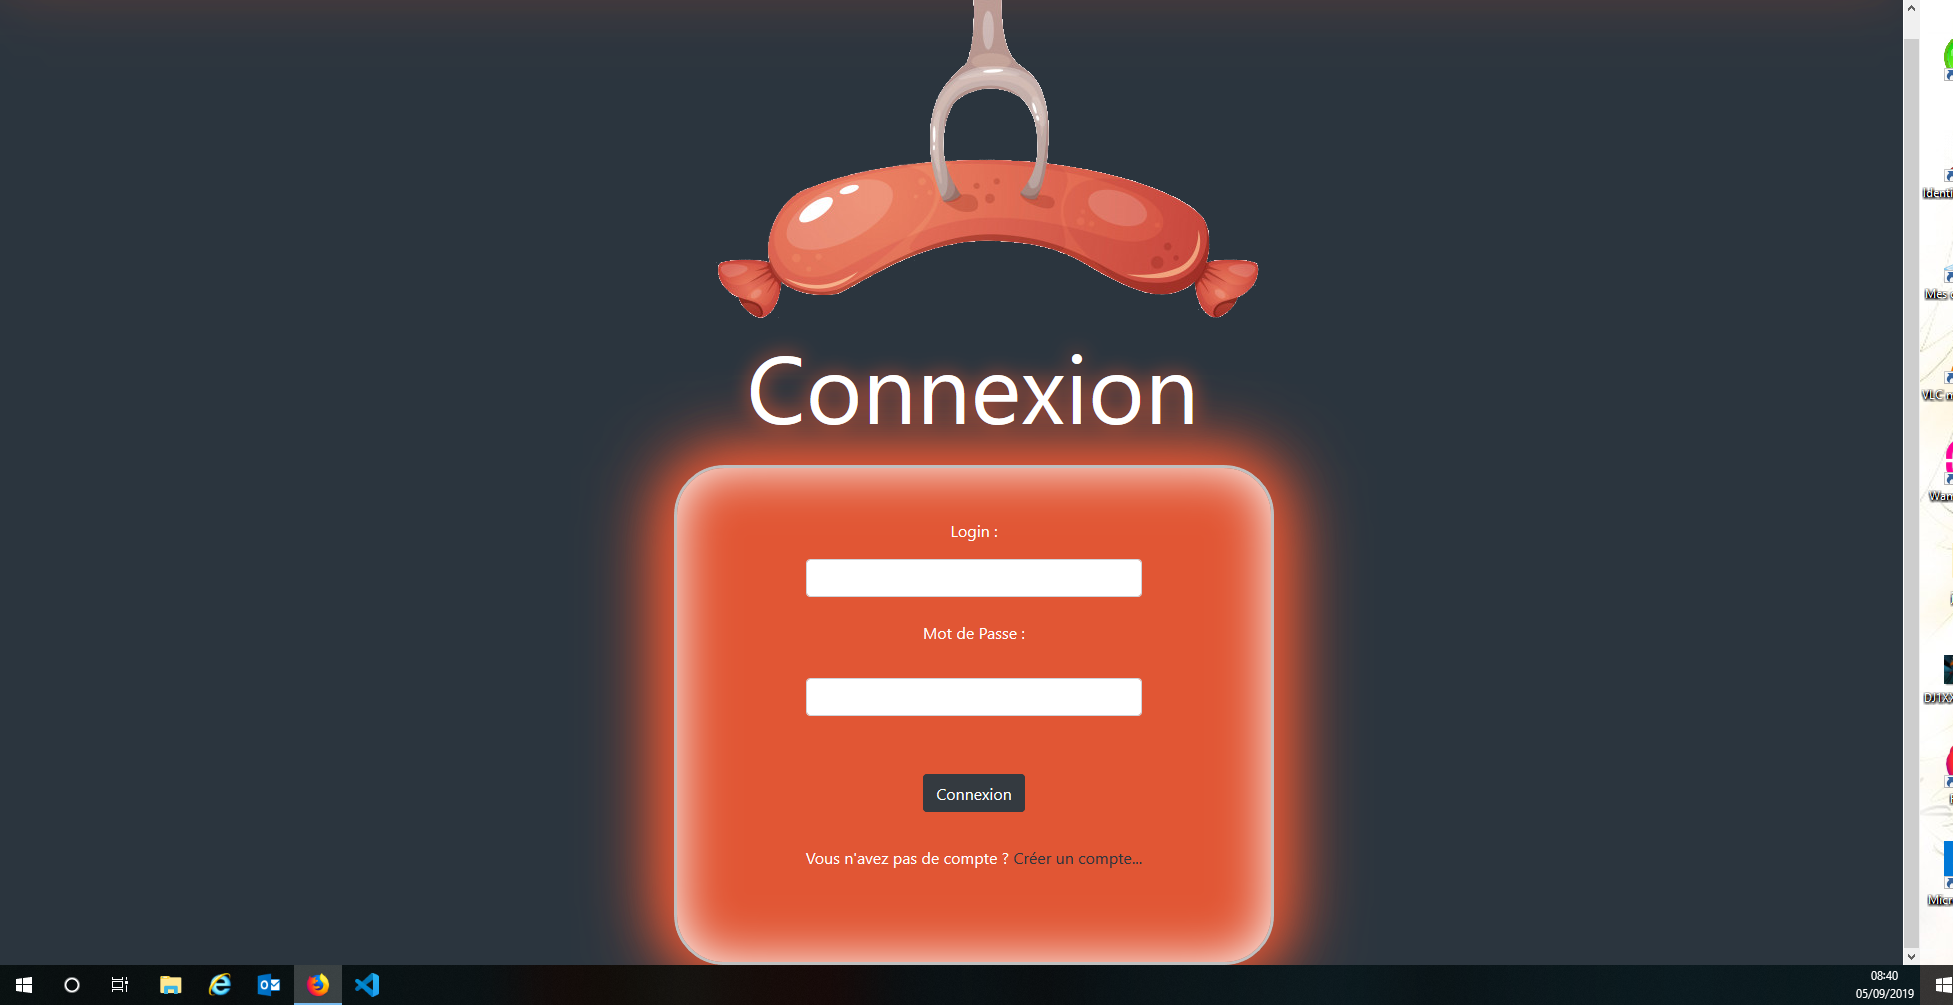 Connexion
Login :
Mot de Passe :
Connexion
Vous n'avez pas de compte ? Créer un compte...
Identi
Mes
VLC
Wan
DJ1XX
Micr
08:40
05/09/2019